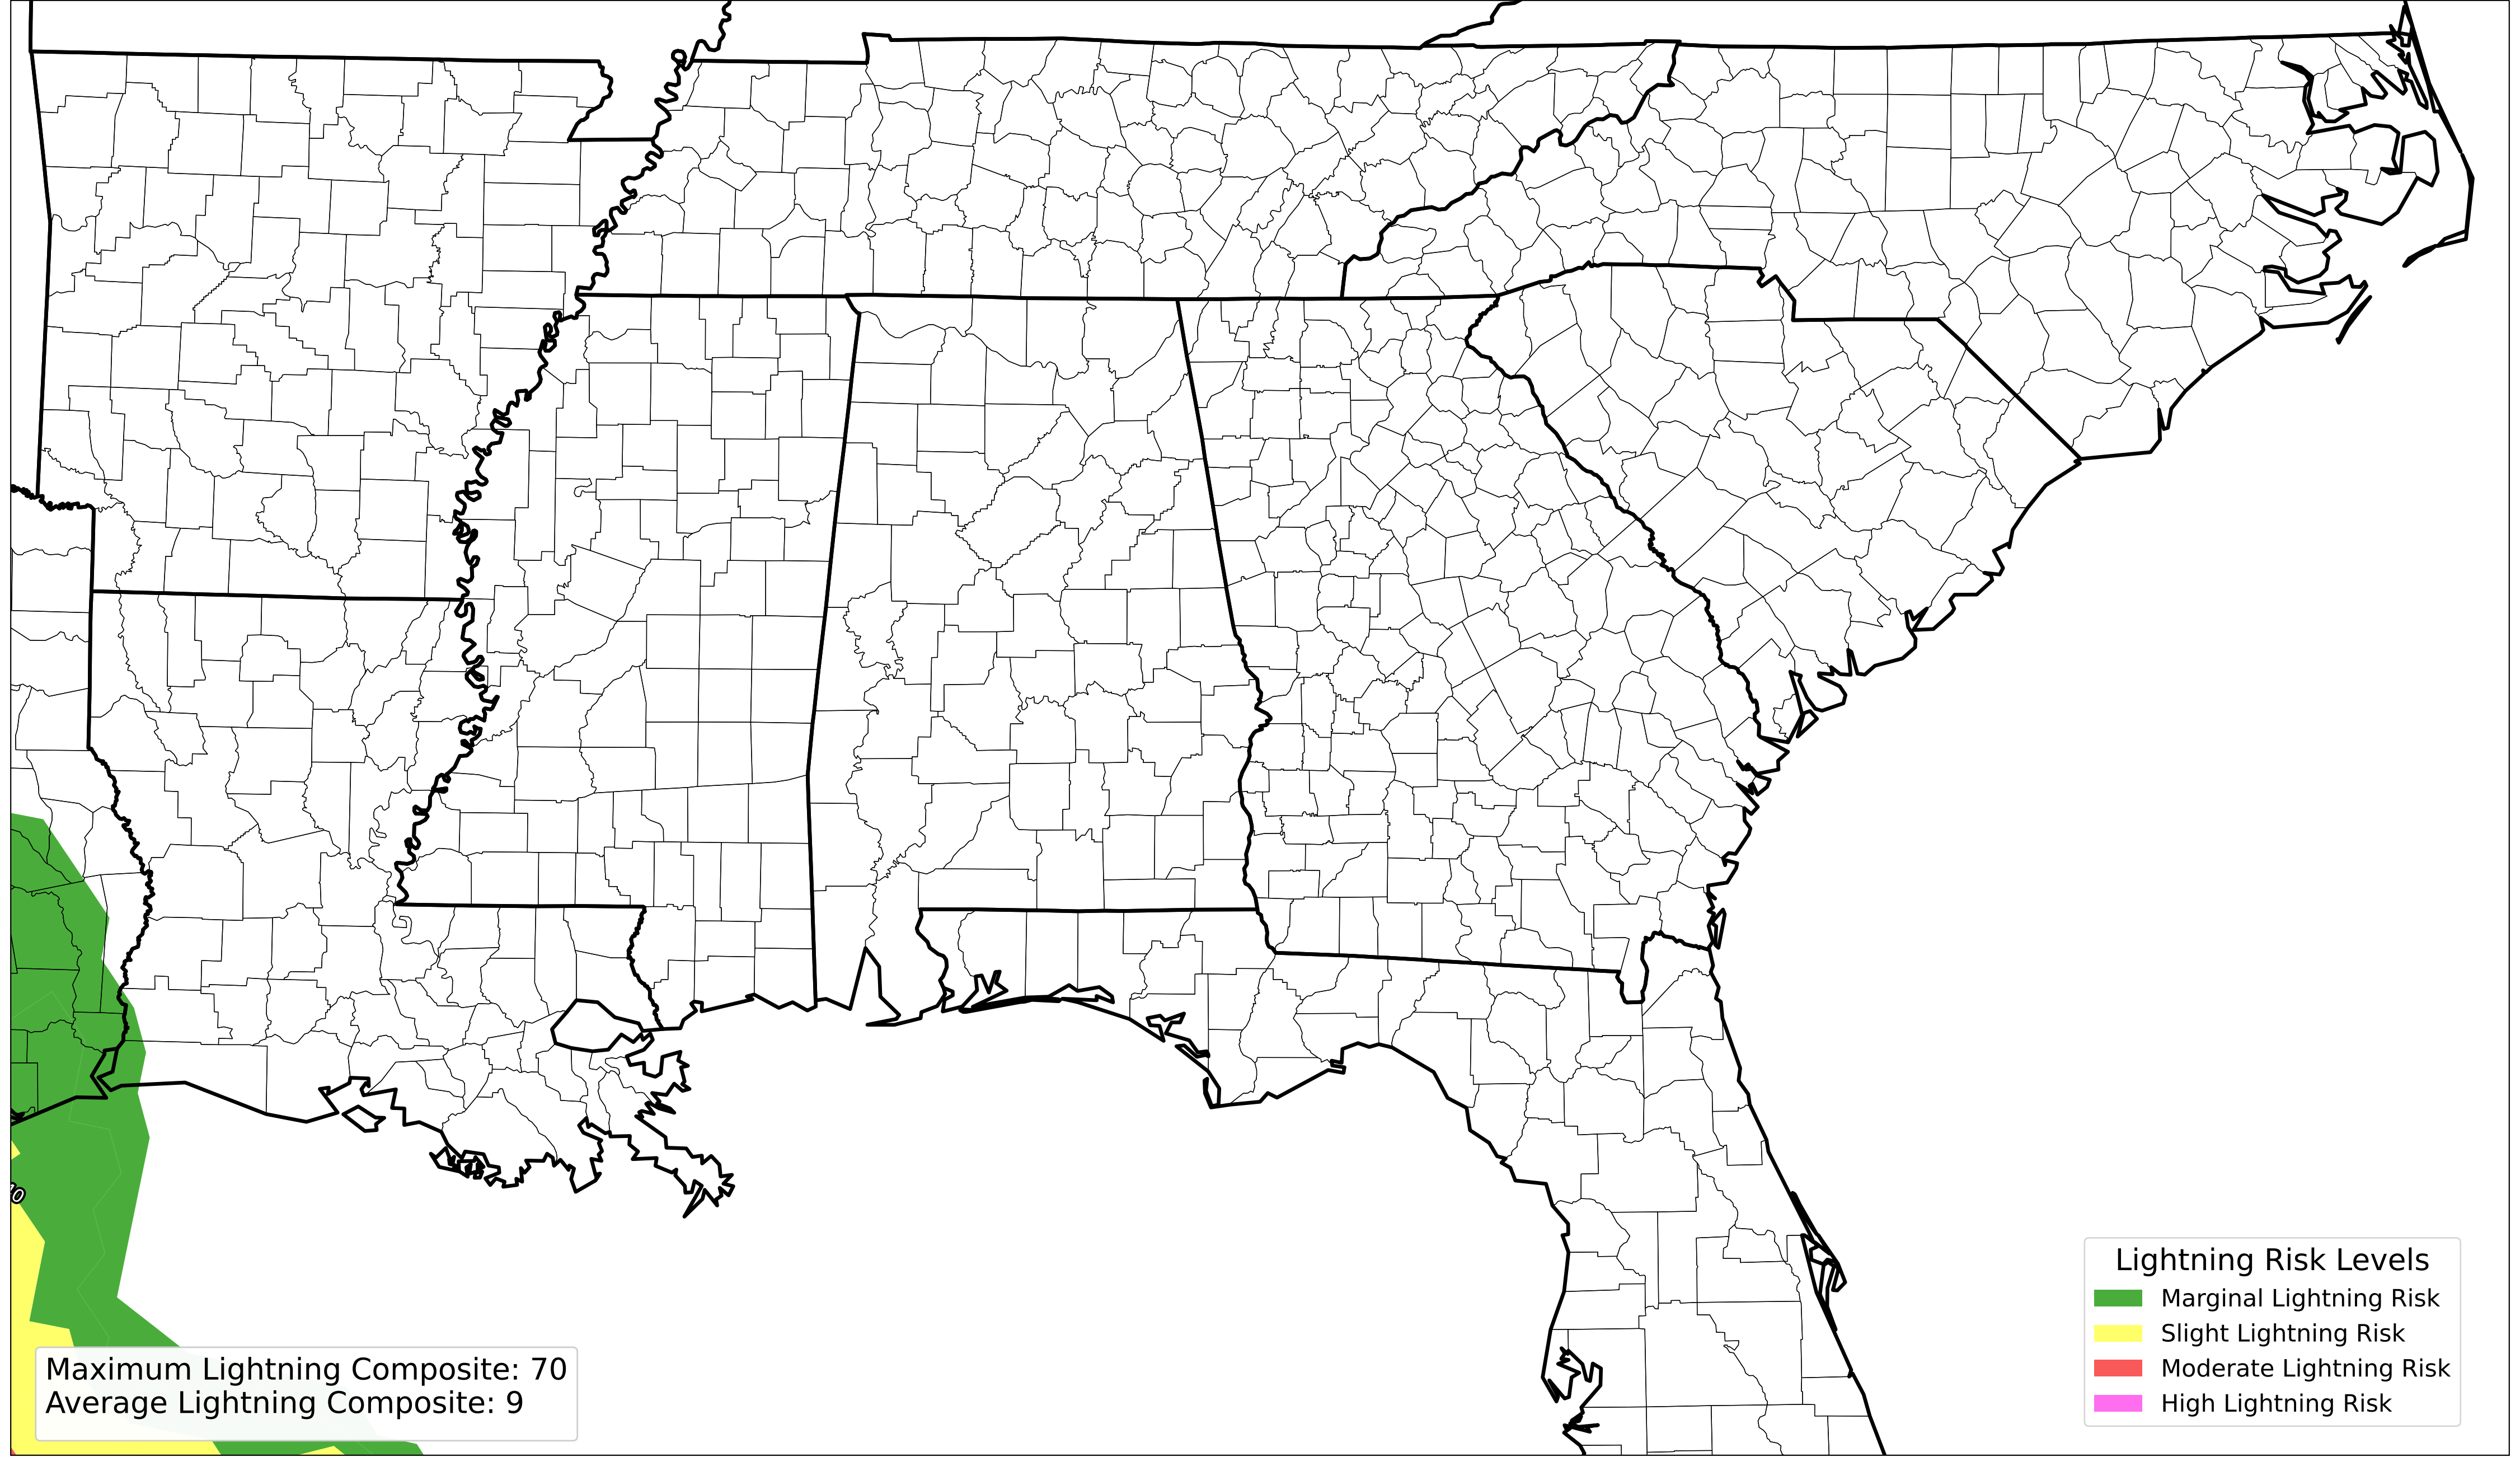 Maximum Lightning Composite: 70
Average Lightning Composite: 9
Lightning Risk Levels
Marginal Lightning Risk
Slight Lightning Risk
Moderate Lightning Risk
High Lightning Risk